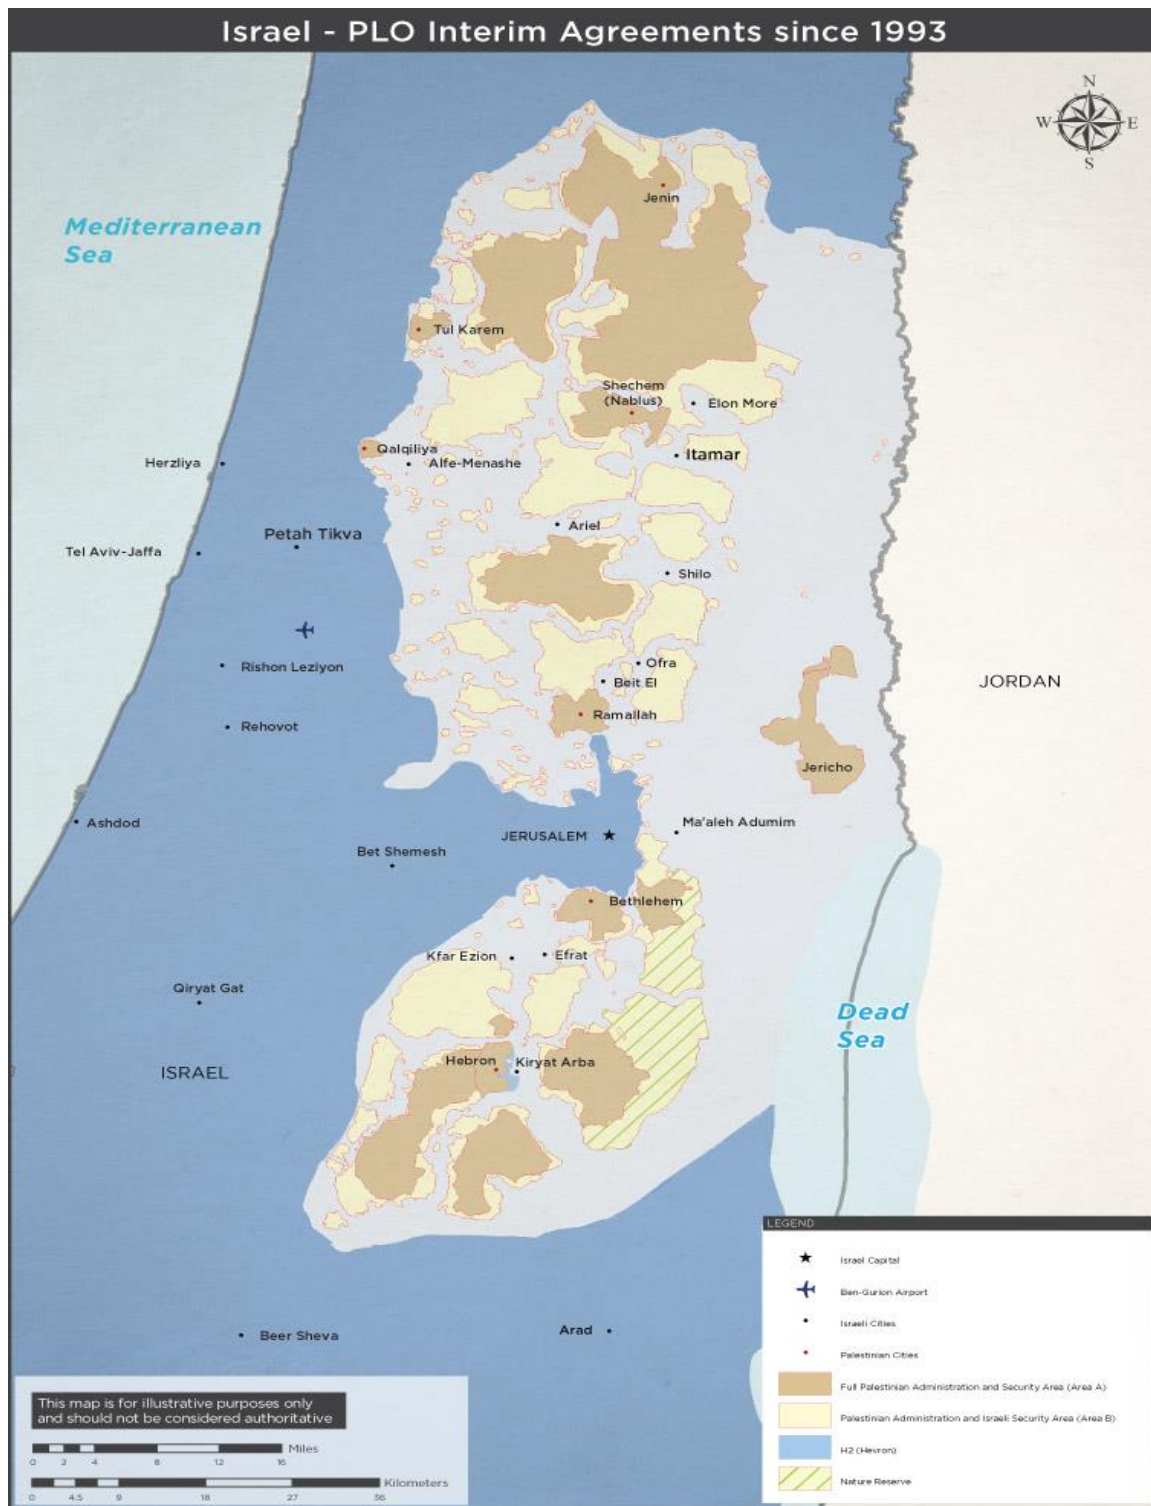 Israel - PLO Interim Agreements since 1993
N
W
E
S
Mediterranean
Sea
Jenin
Tul Karem
Shechem
(Nablus)
Elon More
Qalqiliya
Alfe-Menashe
Itamar
Herzliya
Ariel
Petah Tikva
Tel Aviv-Jaffa
Shilo
Rishon Leziyon
Ofra
Beit El
JORDAN
Rehovot
Ramallah
Jericho
Ashdod
JERUSALEM
Ma'aleh Adumim
Bet Shemesh
Bethlehem
Kfar Ezion
Efrat
Qiryat Gat
Dead
Sea
ISRAEL
Hebron
Kiryat Arba
Beer Sheva
Arad
LEGEND
Israel Capital
Ben-Gurion Airport
Israeli Cities
Palestinian Cities
Full Palestinian Administration and Security Area (Area A)
Palestinian Administration and Israeli Security Area (Area B)
H2 (Hevron)
Nature Reserve
This map is for illustrative purposes only
and should not be considered authoritative
Miles
0 2 4 8 12 16
Kilometers
0 4.5 9 18 27 36